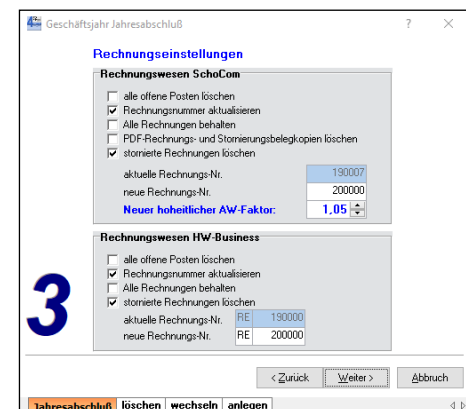 Geschäftsjahr Jahresabschluß ?
Rechnungseinstellungen
Rechnungswesen SchoCom
alle offene Posten löschen
Rechnungsnummer aktualisieren
Alle Rechnungen behalten
PDF-Rechnungs- und Stornierungsbelegkopien löschen
stornierte Rechnungen löschen
aktuelle Rechnungs-Nr. 190007
neue Rechnungs-Nr. 200000
Neuer hoheitlicher AW-Faktor: 1,05
Rechnungswesen HW-Business
alle offene Posten löschen
Rechnungsnummer aktualisieren
Alle Rechnungen behalten
stornierte Rechnungen löschen
aktuelle Rechnungs-Nr. RE 190000
neue Rechnungs-Nr. RE 200000
3
< Zurück Weiter > Abbruch
Jahresabschluß löschen wechseln anlegen